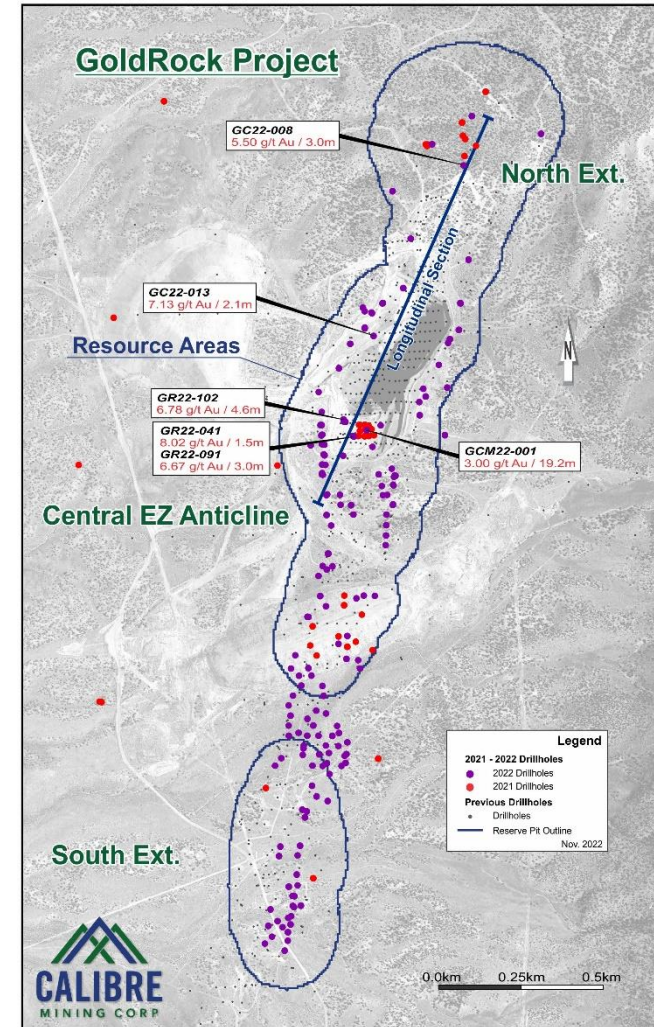 GoldRock Project
GC22-008
5.50 g/t Au / 3.0m
North Ext.
GC22-013
7.13 g/t Au / 2.1m
Longitudinal Section
N
Resource Areas
GR22-102
6.78 g/t Au / 4.6m
GR22-041
8.02 g/t Au / 1.5m
GR22-091
6.67 g/t Au / 3.0m
GCM22-001
3.00 g/t Au / 19.2m
Central EZ Anticline
Legend
2021 - 2022 Drillholes
2022 Drillholes
2021 Drillholes
Previous Drillholes
Drillholes
Reserve Pit Outline
Nov. 2022
South Ext.
CALIBRE
MINING CORP
0.0km 0.25km 0.5km